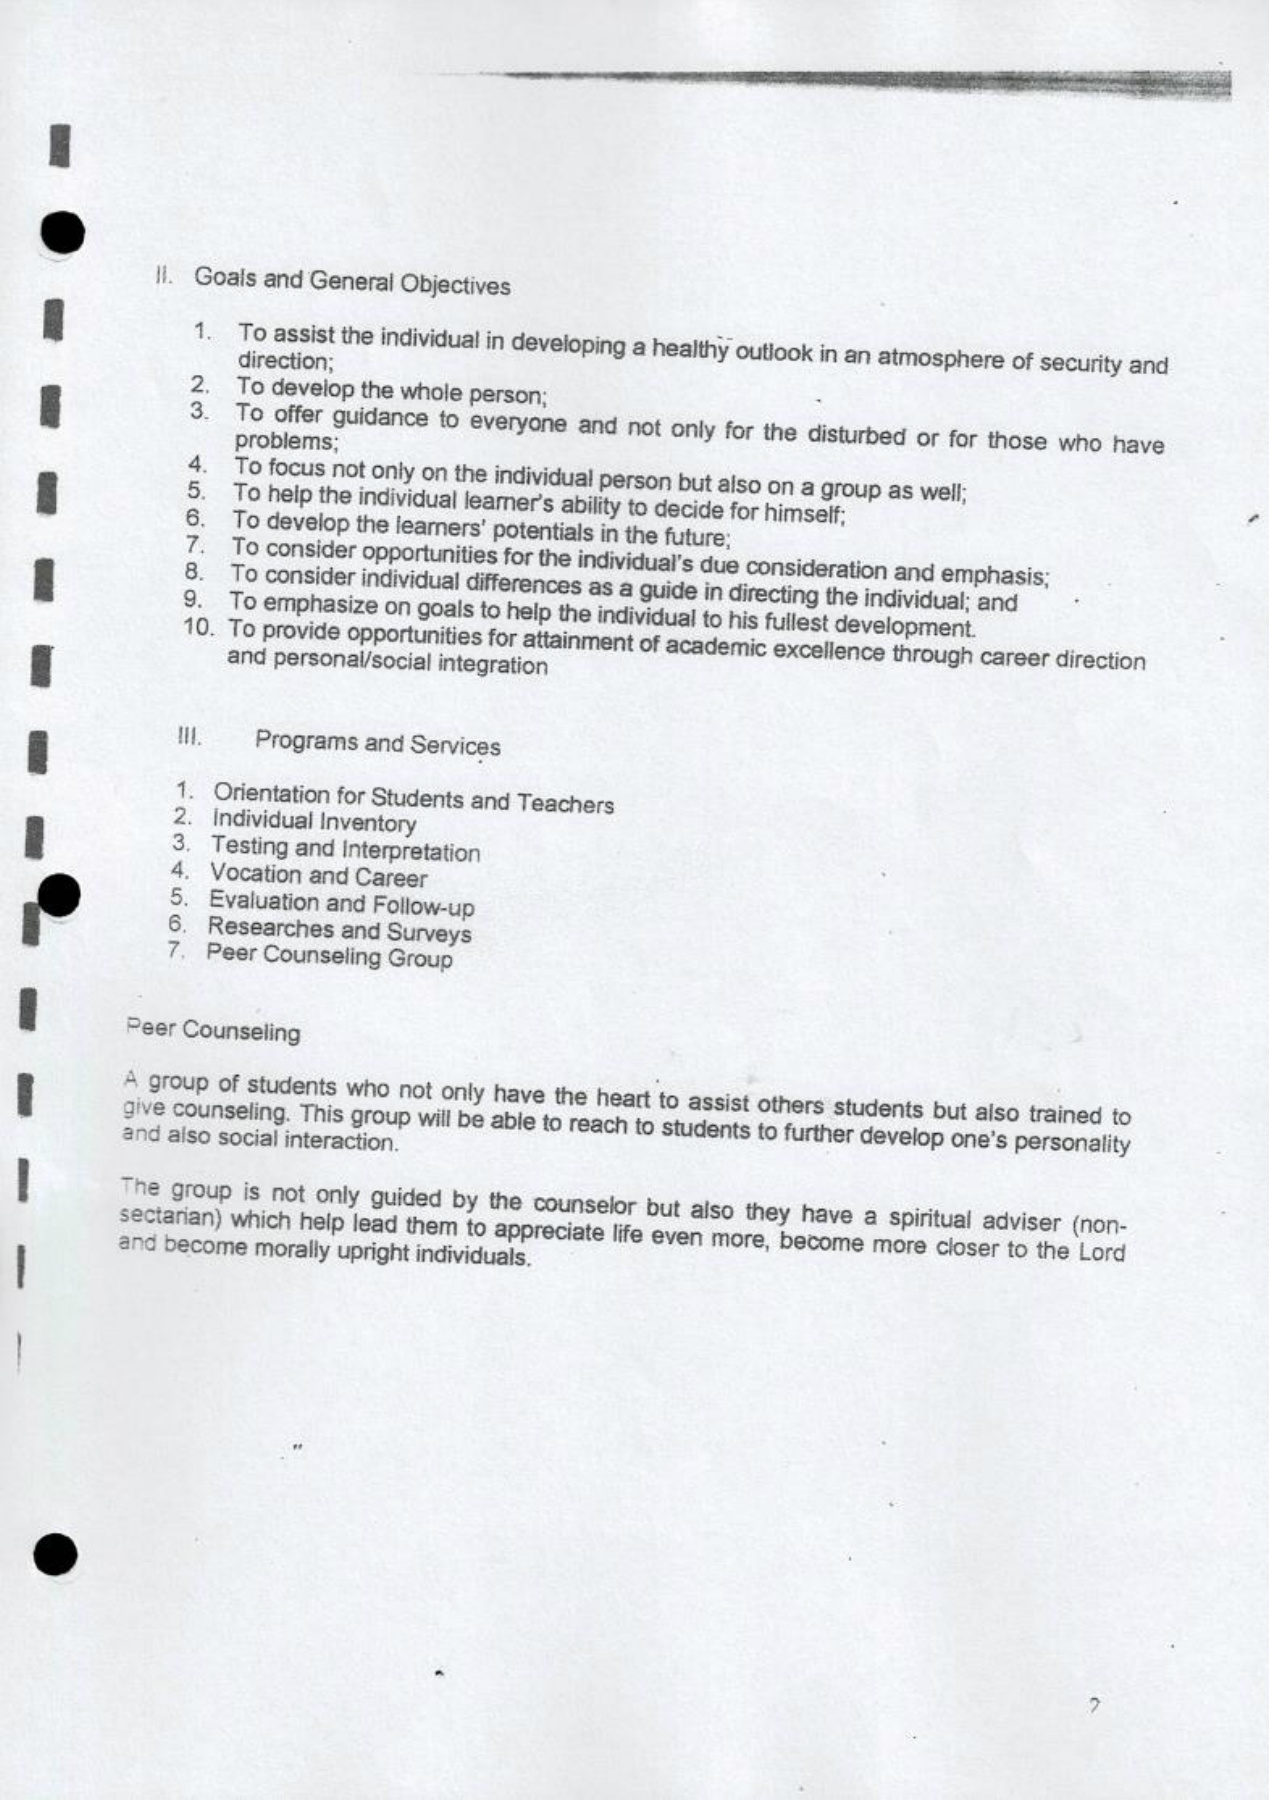 II. Goals and General Objectives
1. To assist the individual in developing a healthy outlook in an atmosphere of security and
direction;
2. To develop the whole person;
3. To offer guidance to everyone and not only for the disturbed or for those who have
problems;
4. To focus not only on the individual person but also on a group as well;
5. To help the individual learner's ability to decide for himself;
6. To develop the learners' potentials in the future;
7. To consider opportunities for the individual's due consideration and emphasis;
8. To consider individual differences as a guide in directing the individual; and
9. To emphasize on goals to help the individual to his fullest development.
10. To provide opportunities for attainment of academic excellence through career direction
and personal/social integration
III. Programs and Services
1. Orientation for Students and Teachers
2. Individual Inventory
3. Testing and Interpretation
4. Vocation and Career
5. Evaluation and Follow-up
6. Researches and Surveys
7. Peer Counseling Group
Peer Counseling
A group of students who not only have the heart to assist others students but also trained to
give counseling. This group will be able to reach to students to further develop one's personality
and also social interaction.
The group is not only guided by the counselor but also they have a spiritual adviser (non-
sectarian) which help lead them to appreciate life even more, become more closer to the Lord
and become morally upright individuals.